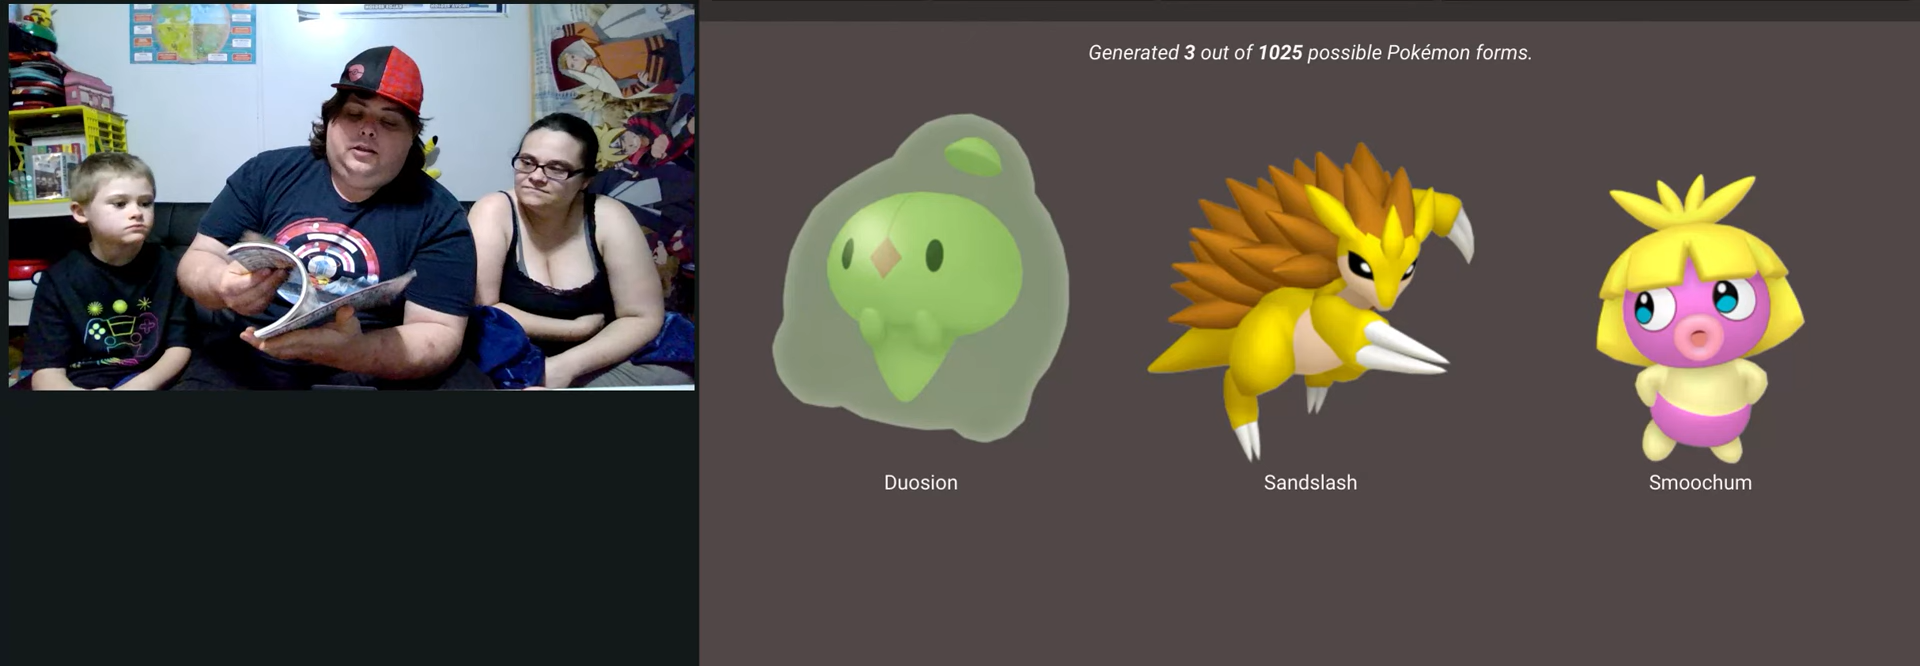 Generated 3 out of 1025 possible Pokémon forms.
Duosion
Sandslash
Smoochum